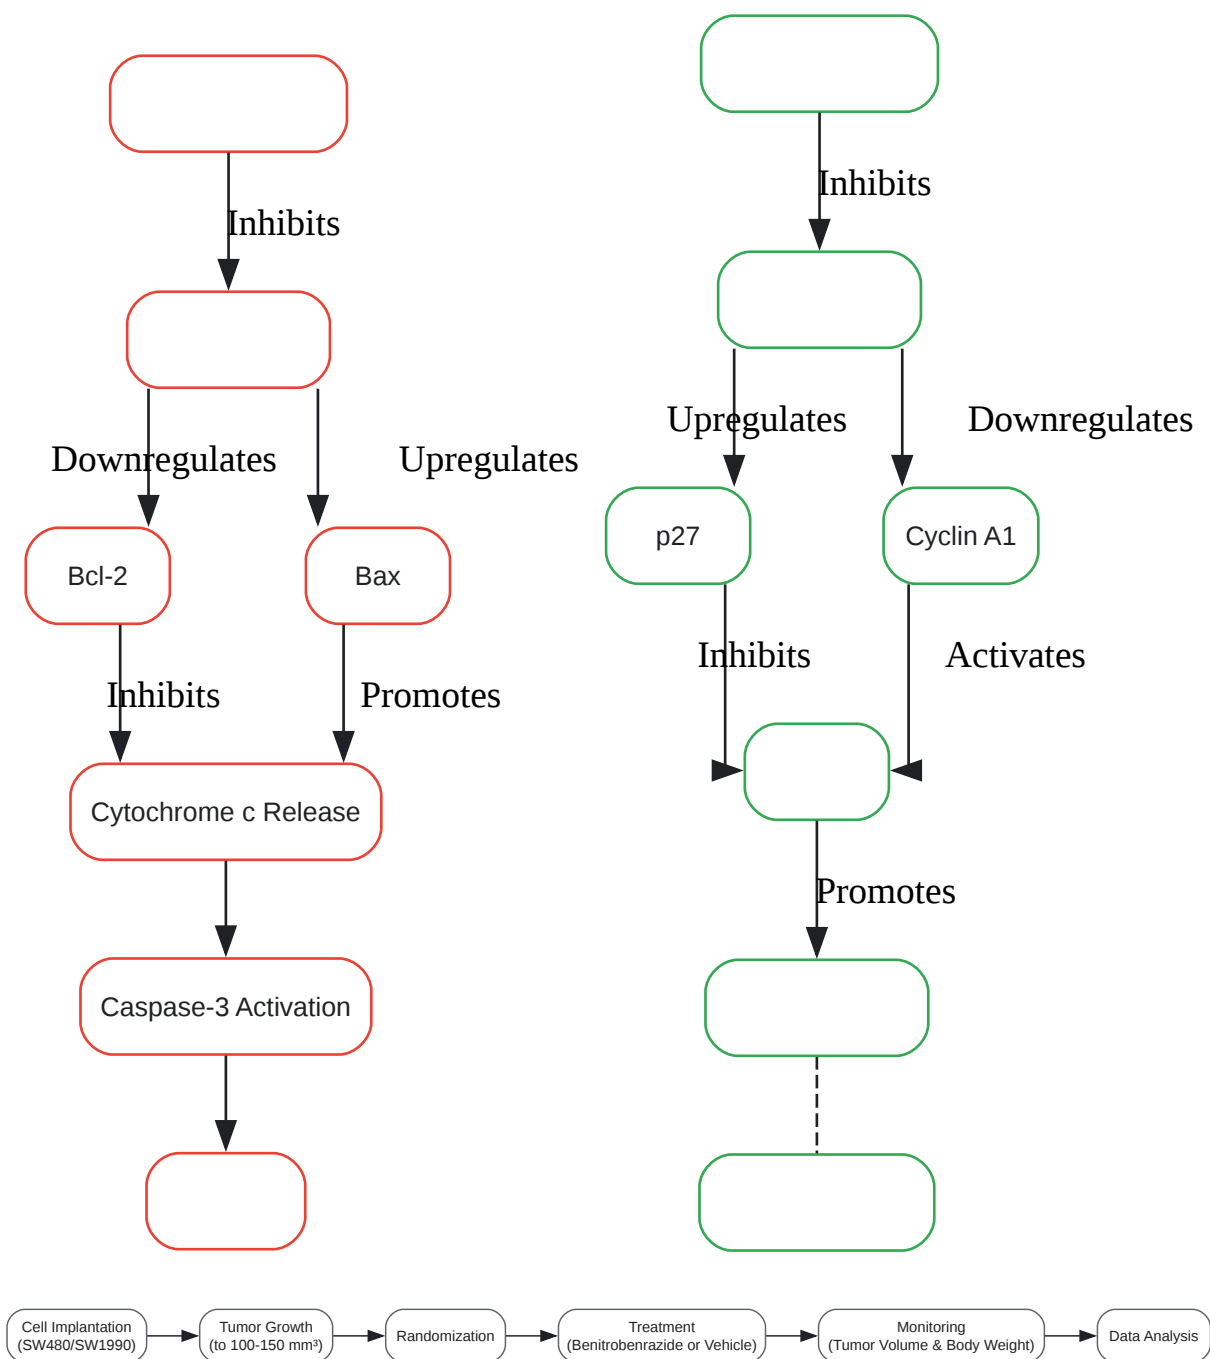 Inhibits
Downregulates
Upregulates
Bcl-2
Bax
Inhibits
Promotes
Cytochrome c Release
Caspase-3 Activation
Inhibits
Upregulates
Downregulates
p27
Cyclin A1
Inhibits
Activates
Promotes
Cell Implantation
(SW480/SW1990)
Tumor Growth
(to 100-150 mm³)
Randomization
Treatment
(Benitrobenrazide or Vehicle)
Monitoring
(Tumor Volume & Body Weight)
Data Analysis